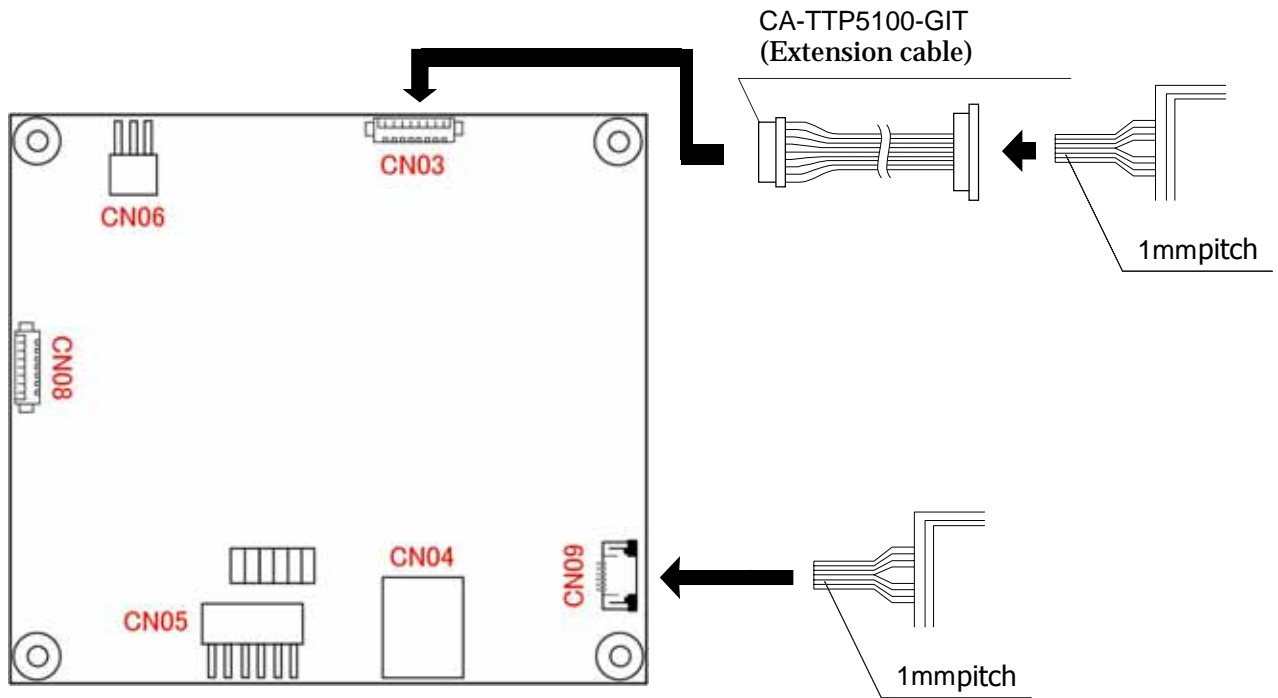 CA-TTP5100-GIT
(Extension cable)
CN03
CN06
1mmpitch
CN08
CN04
CN09
CN05
1mmpitch